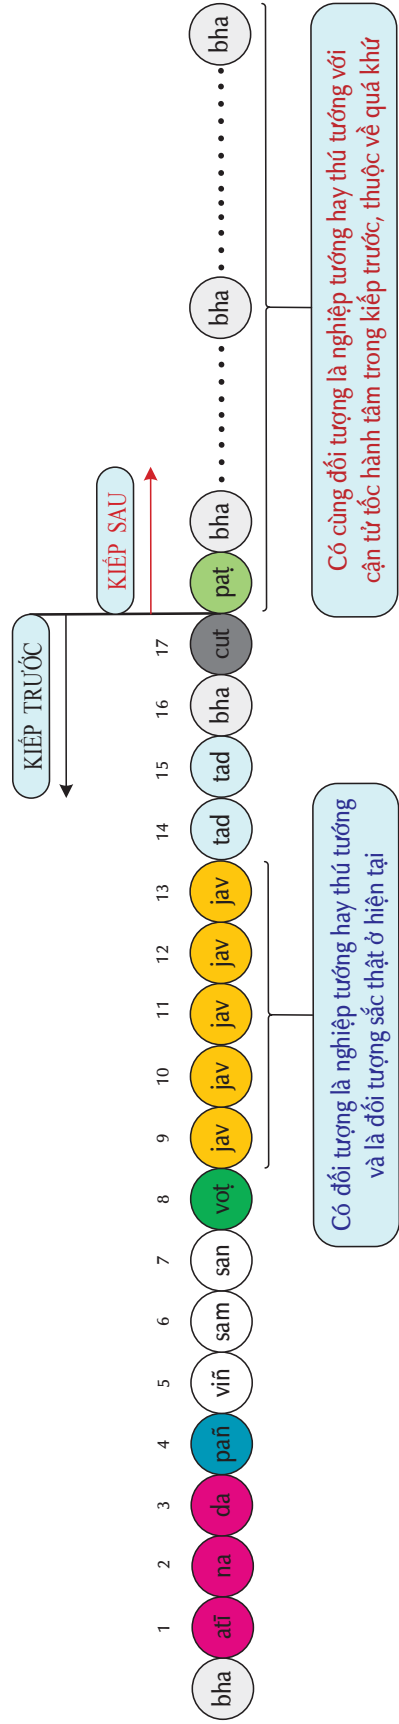 KIẾP TRƯỚC
KIẾP SAU
1 2 3 4 5 6 7 8 9 10 11 12 13 14 15 16 17
bha atī na da pañ viñ sam san voṭ jav jav jav jav jav tad tad bha cut paṭ bha bha bha
Có đối tượng là nghiệp tướng hay thú tướng
và là đối tượng sắc thật ở hiện tại
Có cùng đối tượng là nghiệp tướng hay thú tướng với
cận tử tốc hành tâm trong kiếp trước, thuộc về quá khứ